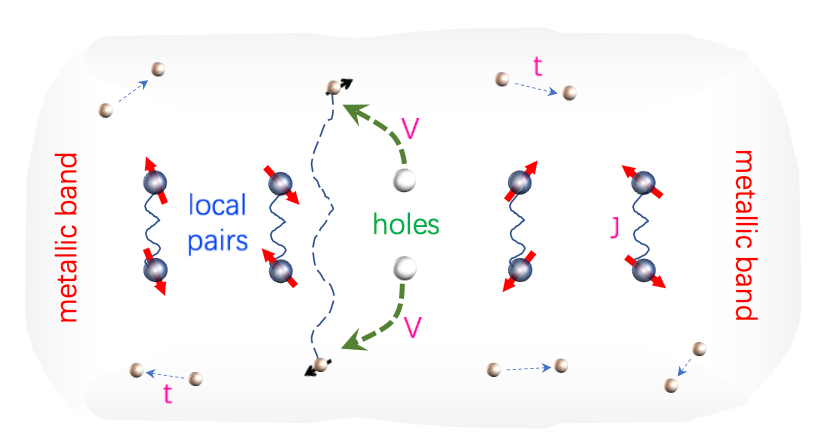 t
V
metallic band
local
pairs
holes
J
metallic band
V
t